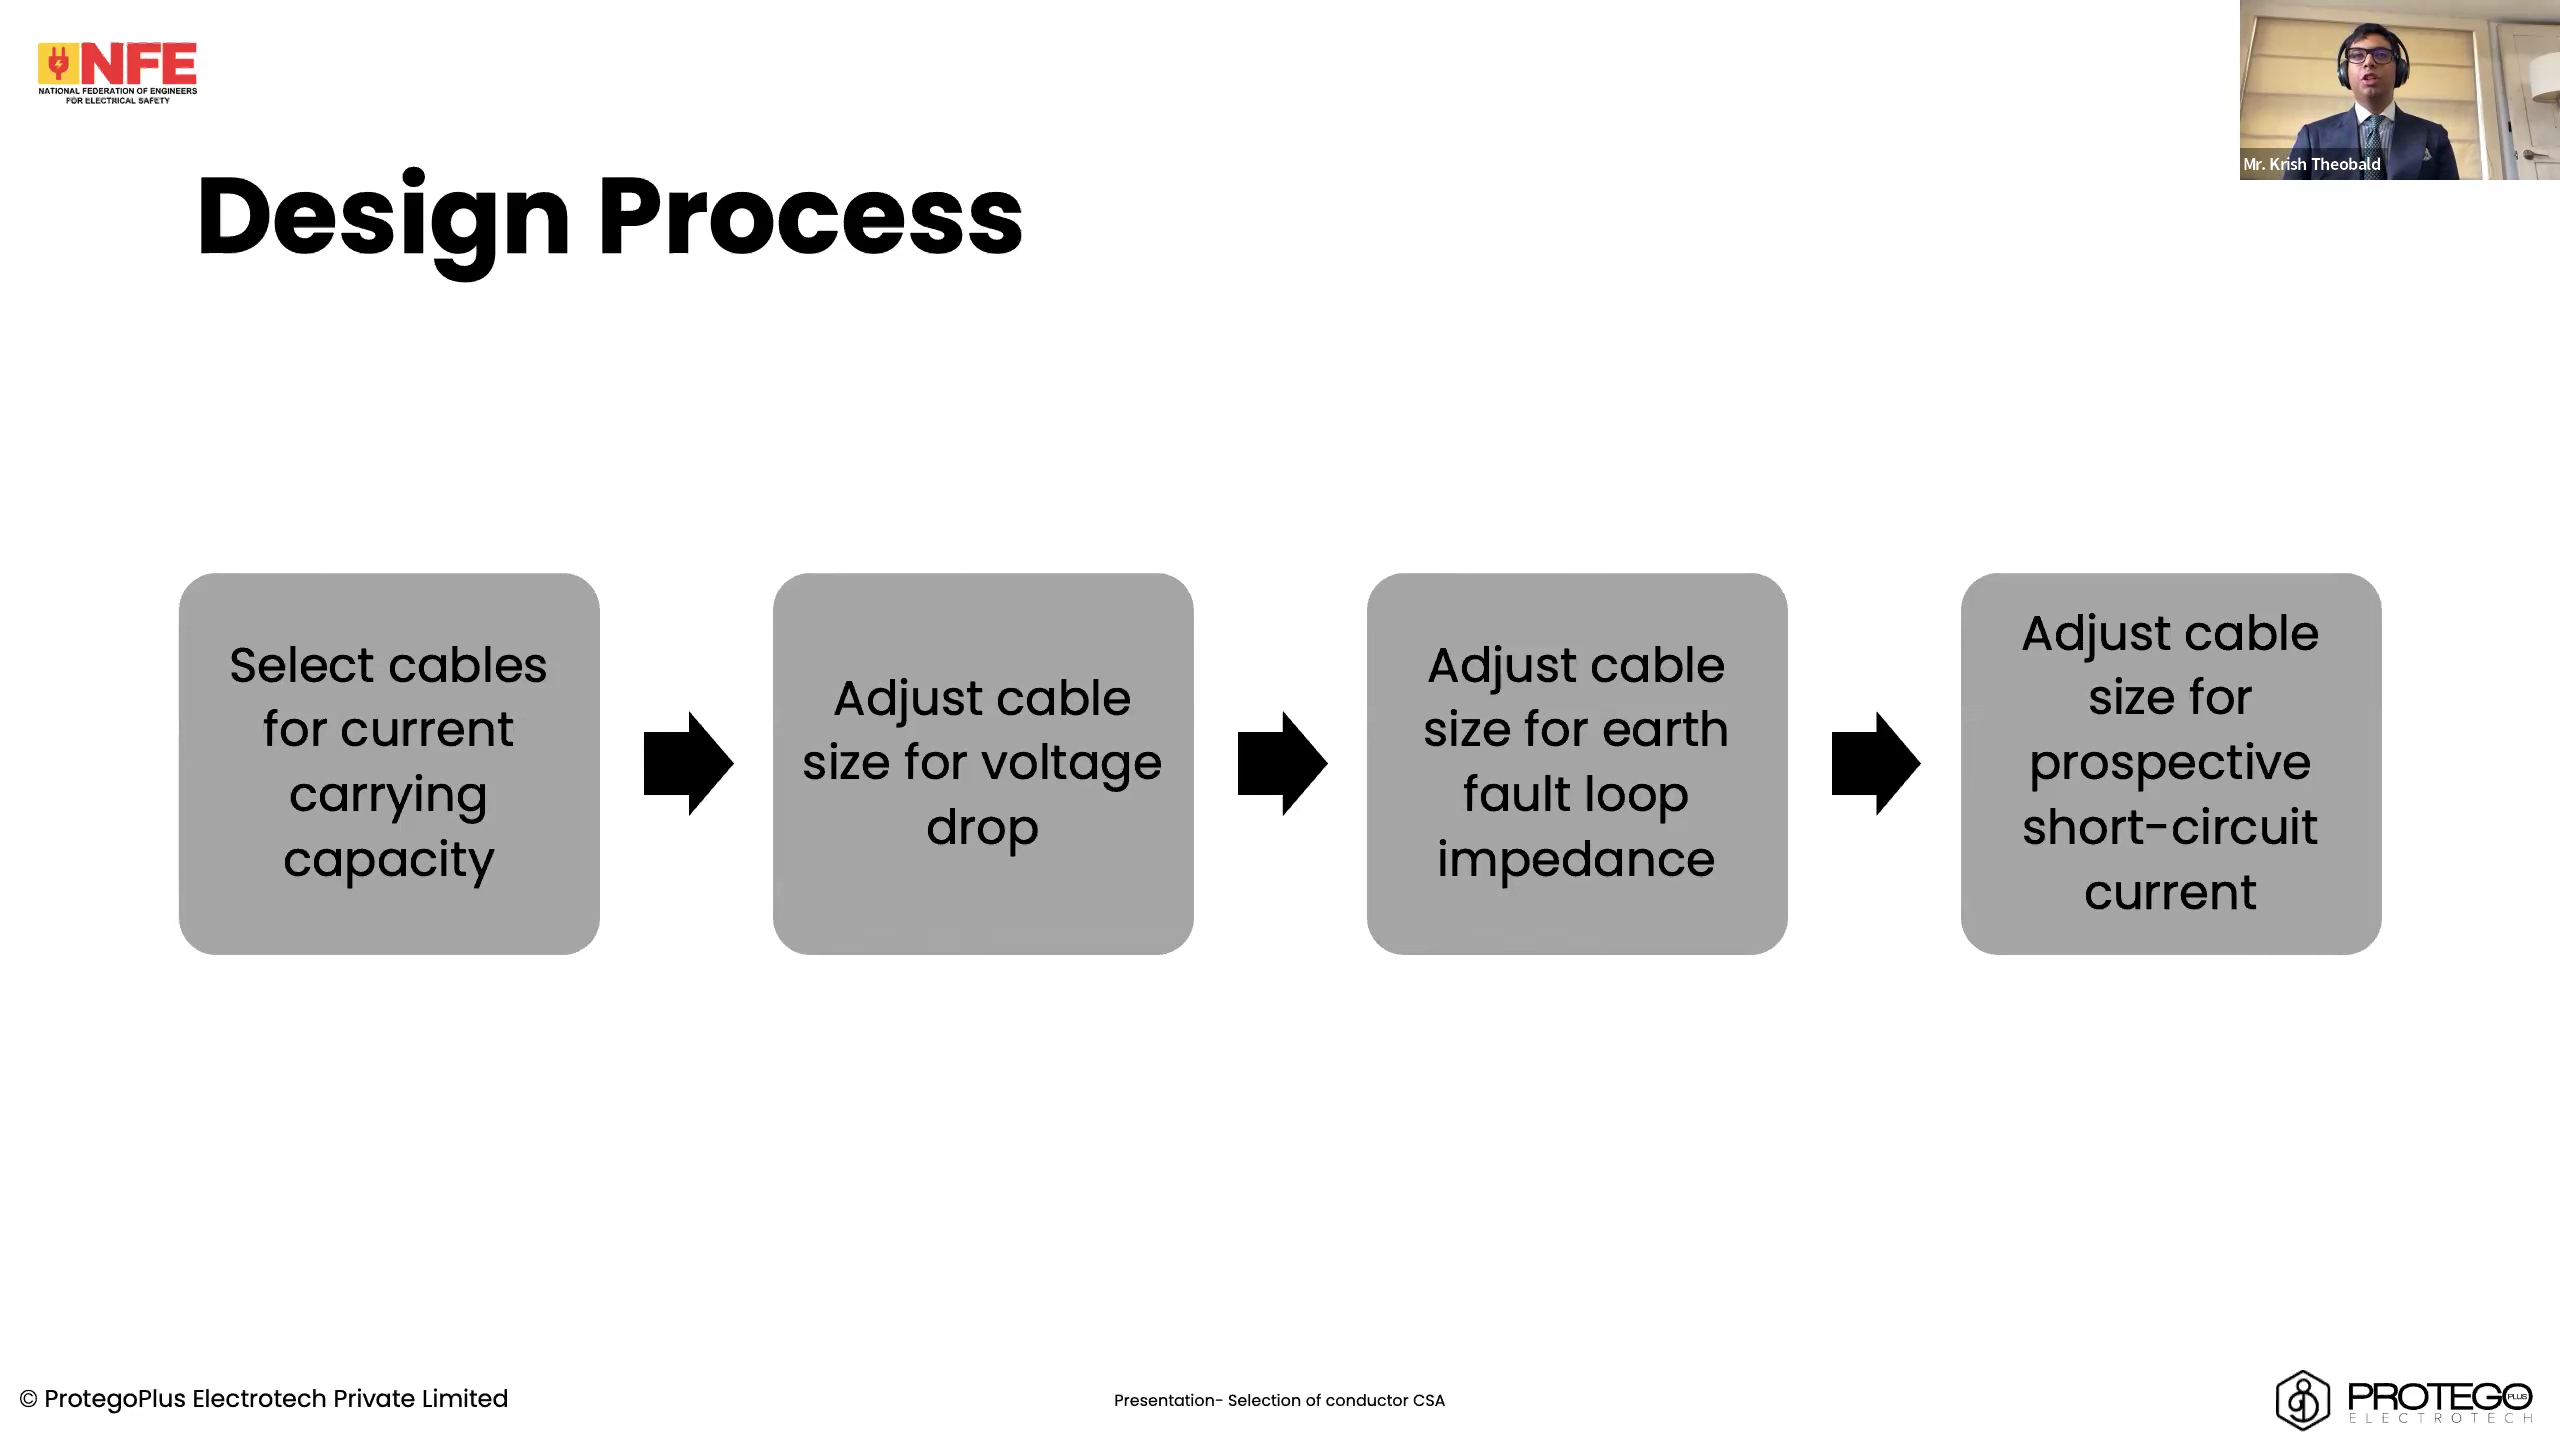 NFE
NATIONAL FEDERATION OF ENGINEERS
FOR ELECTRICAL SAFETY
Mr. Krish Theobald
Design Process
Select cables
for current
carrying
capacity
Adjust cable
size for voltage
drop
Adjust cable
size for earth
fault loop
impedance
Adjust cable
size for
prospective
short-circuit
current
© ProtegoPlus Electrotech Private Limited
Presentation- Selection of conductor CSA
PROTEGO PLUS
ELECTROTECH